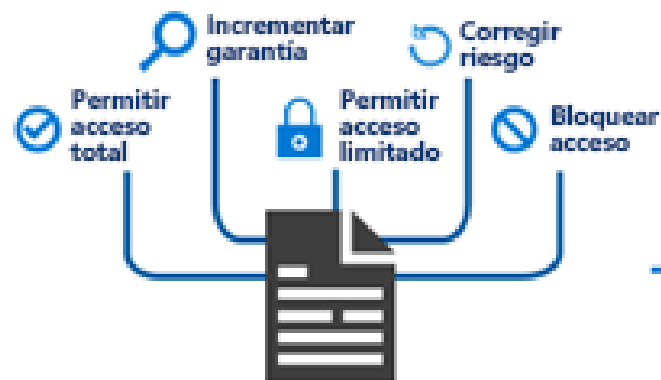 Incrementar
garantía
Corregir
riesgo
Permitir
acceso
total
Permitir
acceso
limitado
Bloquear
acceso